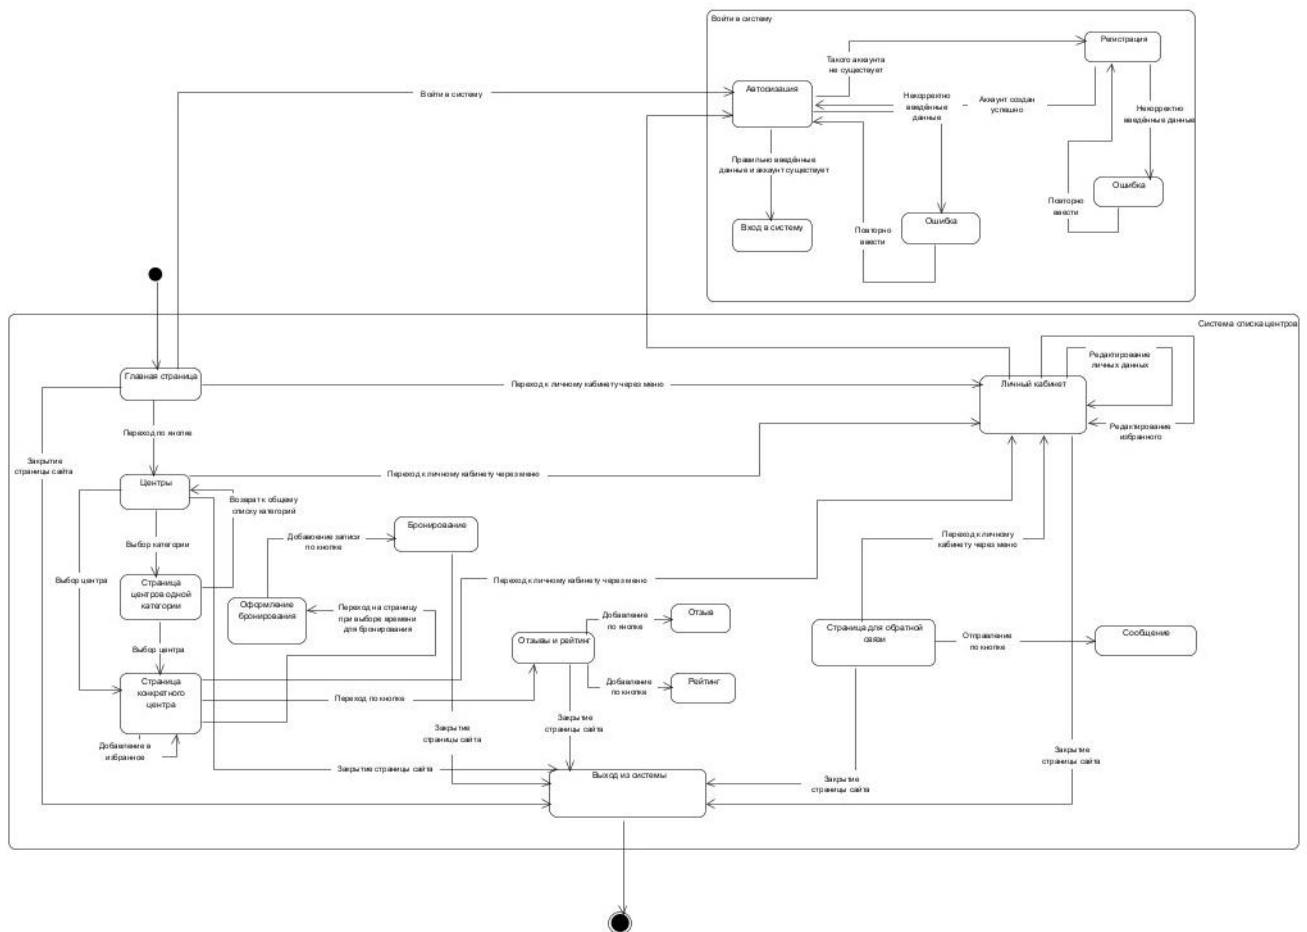 Войти в систему
Регистрация
Такого аккаунта
не существует
Авторизация
Войти в систему
Некорректно
введённые
данные
Аккаунт создан
успешно
Некорректно
введённые данные
Правильно введённые
данные и аккаунт существует
Ошибка
Повторно
ввести
Вход в систему
Ошибка
Повторно
ввести
Система списка центров
Главная страница
Переход к личному кабинету через меню
Личный кабинет
Редактирование
личных данных
Редактирование
избранного
Переход по кнопке
Закрытие
страницы сайта
Центры
Переход к личному кабинету через меню
Возврат к общему
списку категорий
Бронирование
Добавление записи
по кнопке
Выбор категории
Переход к личному
кабинету через меню
Выбор центра
Страница
центров одной
категории
Переход к личному кабинету через меню
Оформление
бронирования
Переход на страницу
при выборе времени
для бронирования
Добавление
по кнопке
Отзыв
Отзывы и рейтинг
Страница для обратной
связи
Отправление
по кнопке
Сообщение
Выбор центра
Страница
конкретного
центра
Переход по кнопке
Добавление
по кнопке
Рейтинг
Добавление в
избранное
Закрытие
страницы сайта
Закрытие
страницы сайта
Закрытие
страницы сайта
Закрытие страницы сайта
Выход из системы
Закрытие
страницы сайта